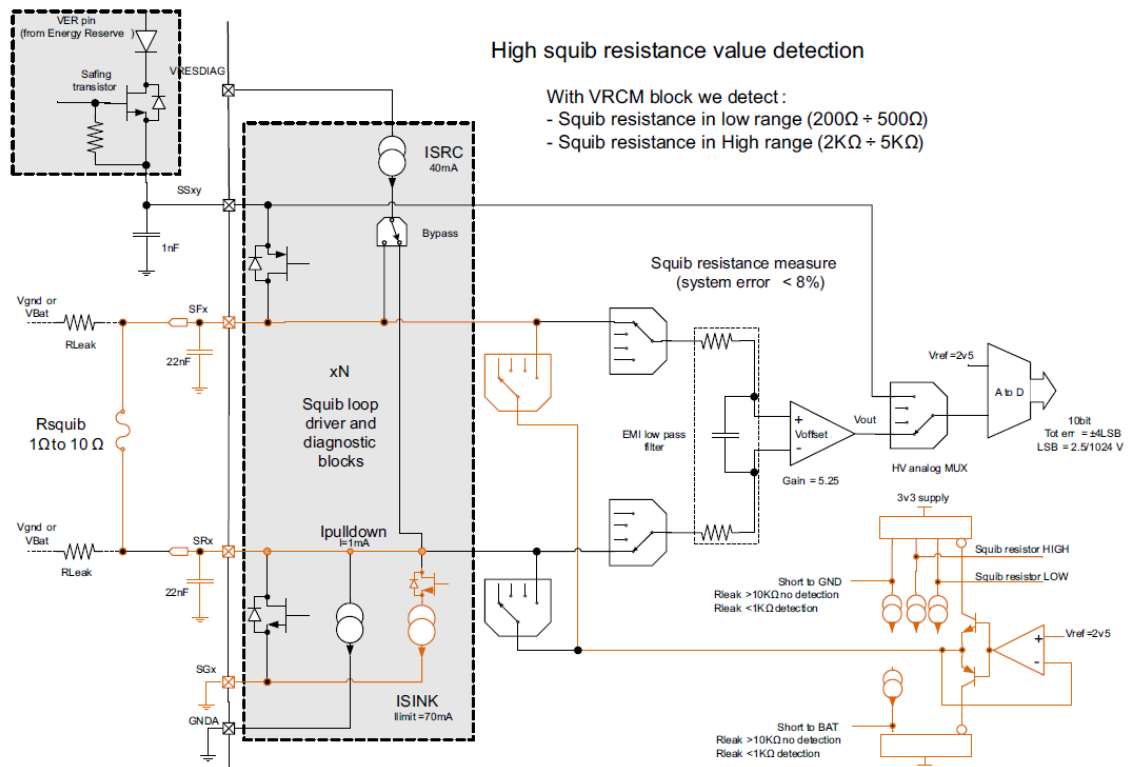 VER pin
(from Energy Reserve )
High squib resistance value detection
Safing
transistor
VRESDIAG
With VRCM block we detect :
- Squib resistance in low range (200Ω ÷ 500Ω)
- Squib resistance in High range (2KΩ ÷ 5KΩ)
ISRC
40mA
SSxy
1nF
Bypass
Squib resistance measure
(system error < 8%)
Vgnd or
VBat
SFx
RLeak
22nF
Vref=2v5
A to D
xN
Squib loop
driver and
diagnostic
blocks
Rsquib
1Ωto 10 Ω
+
Voffset
-
Vout
EMI low pass
filter
Gain = 5.25
HV analog MUX
10bit
Tot err = ±4LSB
LSB = 2.5/1024 V
3v3 supply
Vgnd or
VBat
SRx
Ipulldown
I=1mA
RLeak
22nF
Squib resistor HIGH
Squib resistor LOW
Short to GND
Rleak >10KΩ no detection
Rleak <1KΩ detection
+
Vref=2v5
-
SGx
ISINK
Ilimit =70mA
GNDA
Short to BAT
Rleak >10KΩ no detection
Rleak <1KΩ detection